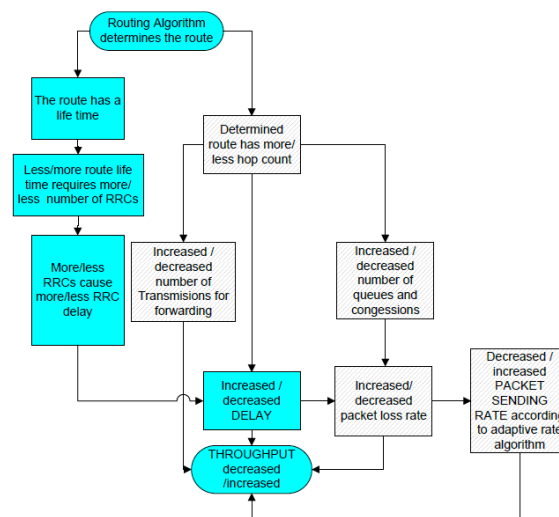 Routing Algorithm
determines the route
The route has a
life time
Determined
route has more/
less hop count
Less/more route life
time requires more/
less number of RRCs
More/less
RRCs cause
more/less RRC
delay
Increased /
decreased
number of
Transmisions for
forwarding
Increased /
decreased
number of
queues and
congessions
Increased /
decreased
DELAY
Increased/
decreased
packet loss rate
Decreased /
increased
PACKET
SENDING
RATE according
to adaptive rate
algorithm
THROUGHPUT
decreased
/increased